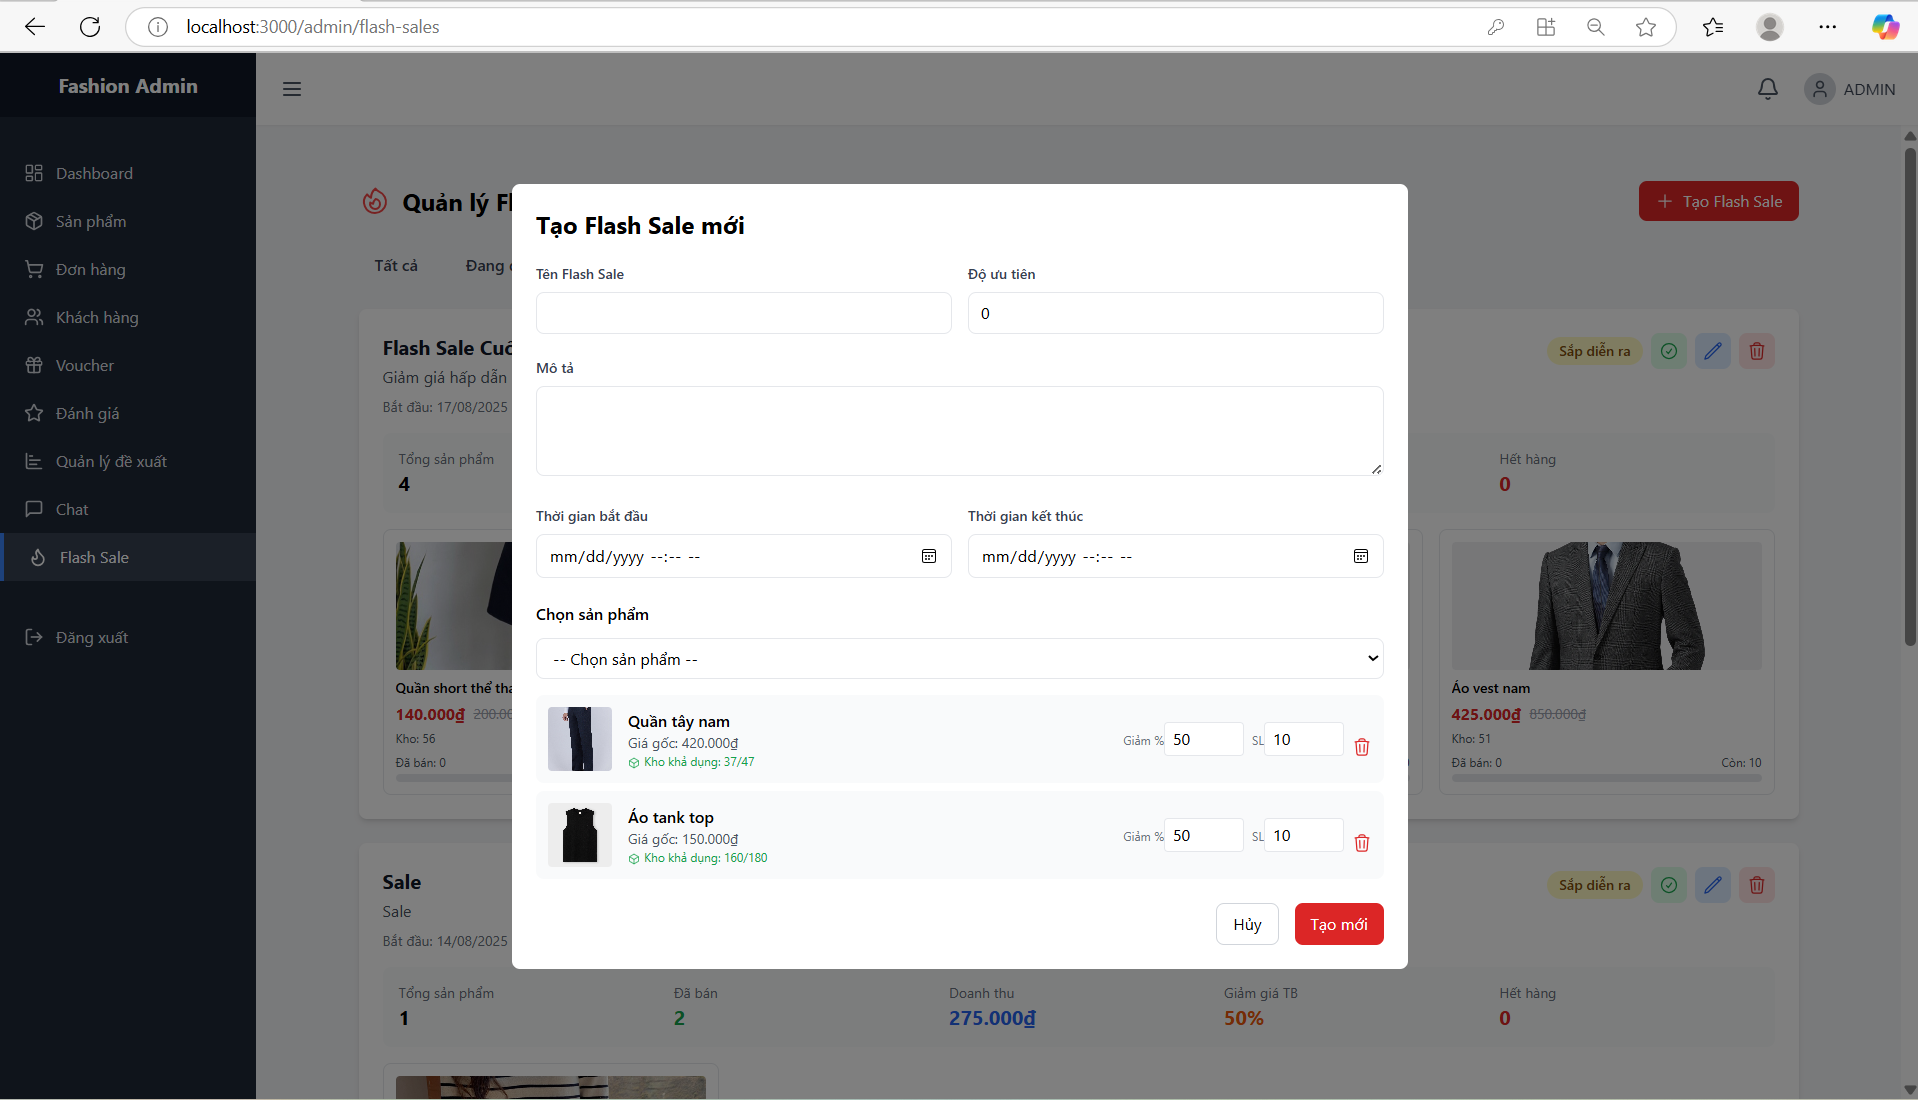 localhost:3000/admin/flash-sales
Fashion Admin
ADMIN
Dashboard
Sản phẩm
Đơn hàng
Khách hàng
Voucher
Đánh giá
Quản lý đề xuất
Chat
Flash Sale
Đăng xuất
Quản lý Fl
Tạo Flash Sale
Tất cả
Đang
Flash Sale Cuố
Giảm giá hấp dẫn
Bắt đầu: 17/08/2025
Sắp diễn ra
Tổng sản phẩm
4
Hết hàng
0
Quần short thể tha
140.000₫ 200.00
Kho: 56
Đã bán: 0
Áo vest nam
425.000₫ 850.000₫
Kho: 51
Đã bán: 0
Còn: 10
Tạo Flash Sale mới
Tên Flash Sale
Độ ưu tiên
0
Mô tả
Thời gian bắt đầu
Thời gian kết thúc
mm/dd/yyyy --:-- --
mm/dd/yyyy --:-- --
Chọn sản phẩm
-- Chọn sản phẩm --
Quần tây nam
Giá gốc: 420.000₫
Kho khả dụng: 37/47
Giảm % 50
SL 10
Áo tank top
Giá gốc: 150.000₫
Kho khả dụng: 160/180
Giảm % 50
SL 10
Hủy
Tạo mới
Sale
Sale
Bắt đầu: 14/08/2025
Sắp diễn ra
Tổng sản phẩm
1
Đã bán
2
Doanh thu
275.000₫
Giảm giá TB
50%
Hết hàng
0